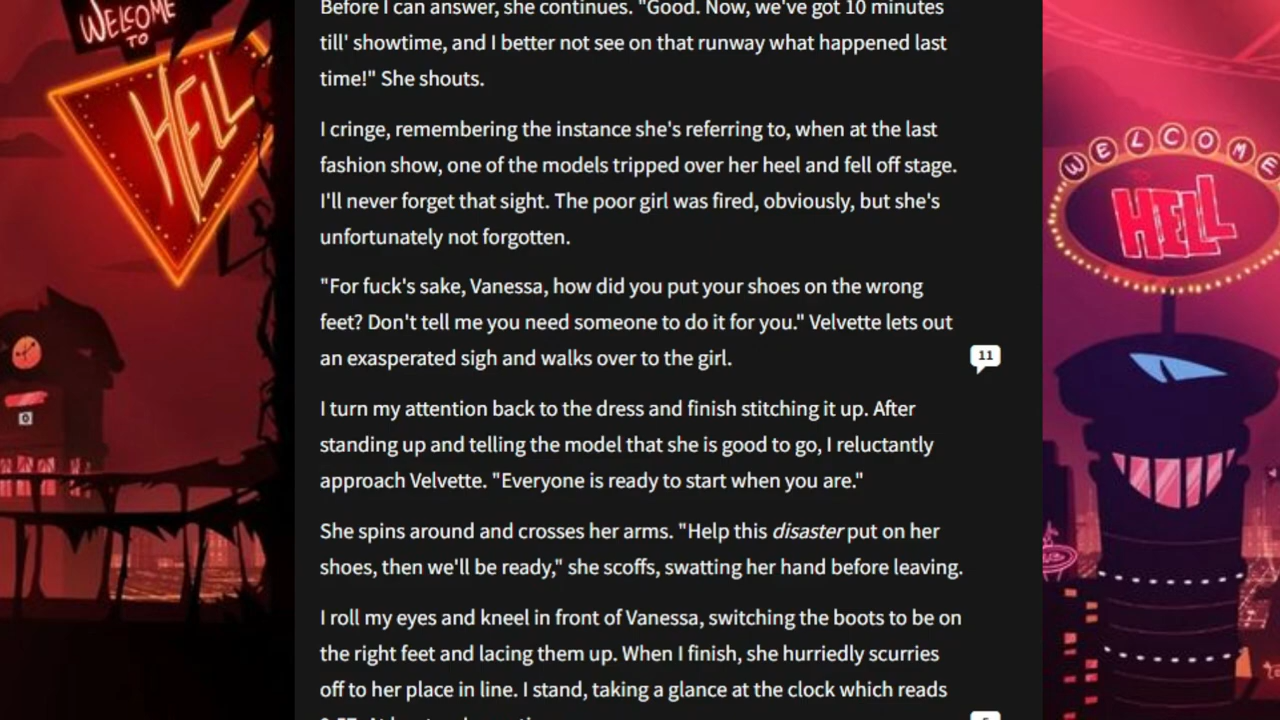 WELCOME
TO
HELL
Before I can answer, she continues. "Good. Now, we've got 10 minutes
till' showtime, and I better not see on that runway what happened last
time!" She shouts.
I cringe, remembering the instance she's referring to, when at the last
fashion show, one of the models tripped over her heel and fell off stage.
I'll never forget that sight. The poor girl was fired, obviously, but she's
unfortunately not forgotten.
"For fuck's sake, Vanessa, how did you put your shoes on the wrong
feet? Don't tell me you need someone to do it for you." Velvette lets out
an exasperated sigh and walks over to the girl.
11
I turn my attention back to the dress and finish stitching it up. After
standing up and telling the model that she is good to go, I reluctantly
approach Velvette. "Everyone is ready to start when you are."
She spins around and crosses her arms. "Help this disaster put on her
shoes, then we'll be ready," she scoffs, swatting her hand before leaving.
I roll my eyes and kneel in front of Vanessa, switching the boots to be on
the right feet and lacing them up. When I finish, she hurriedly scurries
off to her place in line. I stand, taking a glance at the clock which reads
WELCOME
HELL